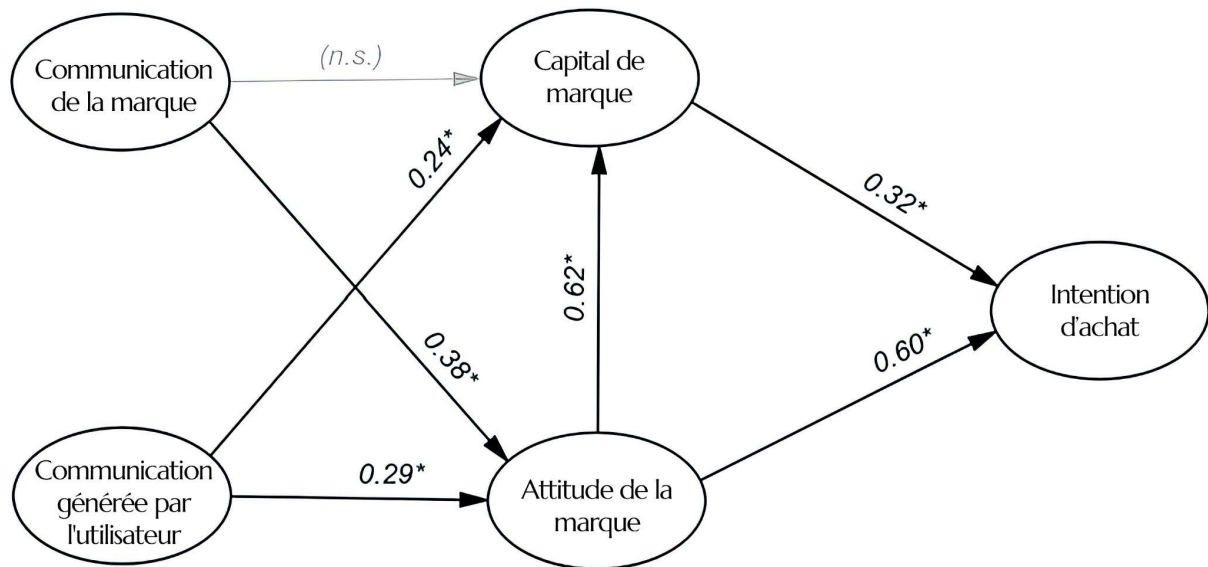 Communication
de la marque
(n.s.)
Capital de
marque
0.24*
0.32*
0.62*
Intention
d'achat
0.38*
0.60*
Communication
générée par
l'utilisateur
0.29*
Attitude de la
marque